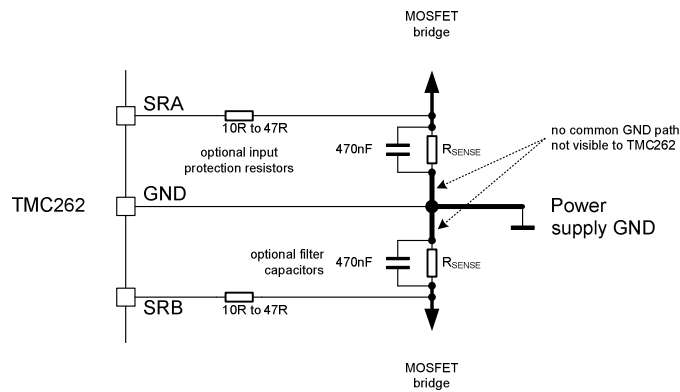 MOSFET
bridge
SRA
10R to 47R
optional input
protection resistors
470nF
RSENSE
no common GND path
not visible to TMC262
TMC262
GND
Power
supply GND
optional filter
capacitors
470nF
RSENSE
10R to 47R
SRB
MOSFET
bridge